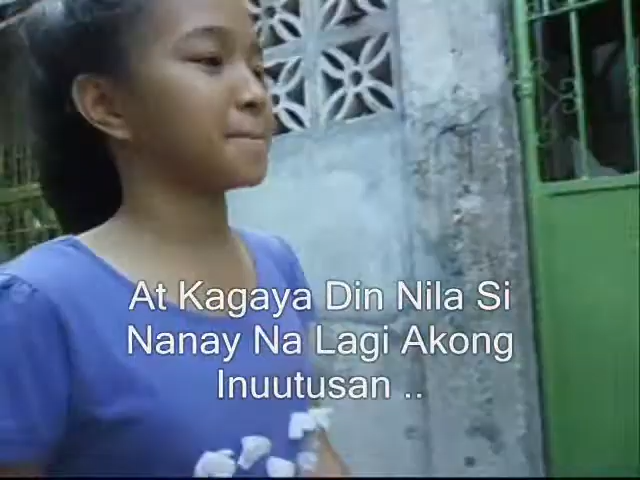 At Kagaya Din Nila Si
Nanay Na Lagi Akong
Inuutusan ..